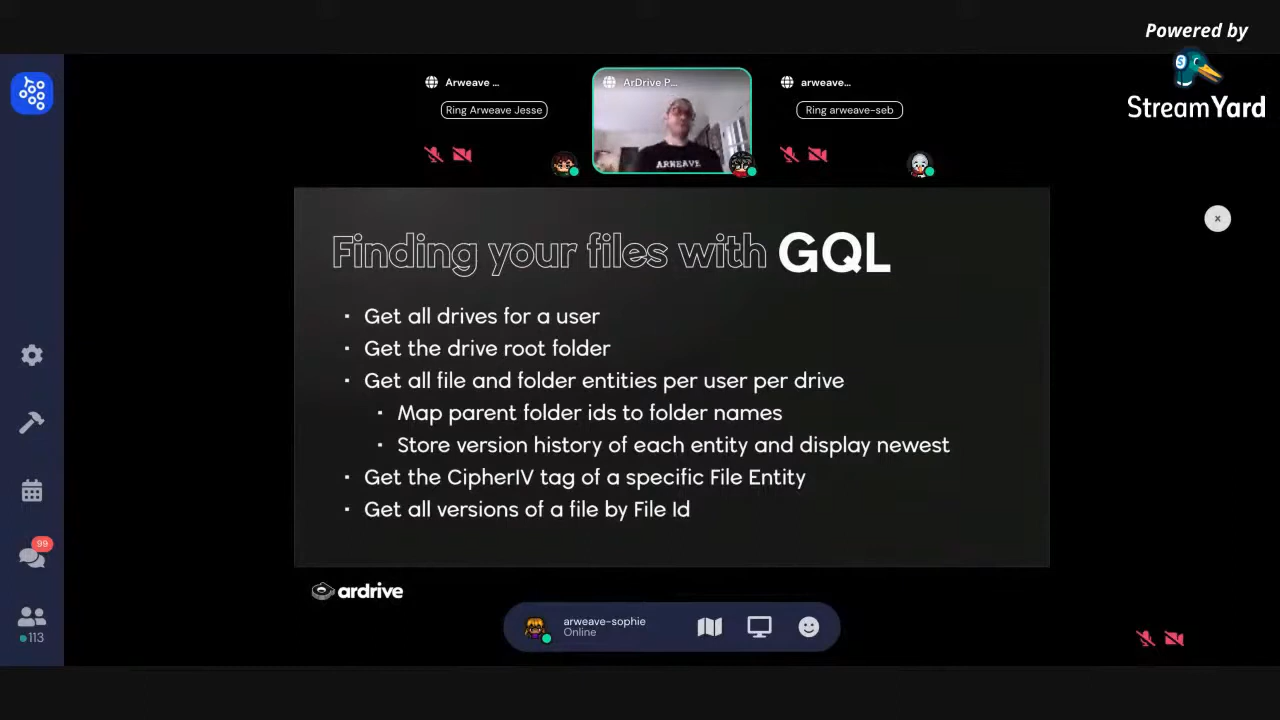 Powered by
StreamYard
Arweave ...
Ring Arweave Jesse
ArDrive P...
ARWEAVE
arweave...
Ring arweave-seb
Finding your files with GQL
· Get all drives for a user
· Get the drive root folder
· Get all file and folder entities per user per drive
· Map parent folder ids to folder names
· Store version history of each entity and display newest
· Get the CipherIV tag of a specific File Entity
· Get all versions of a file by File Id
ardrive
arweave-sophie
Online
99
113